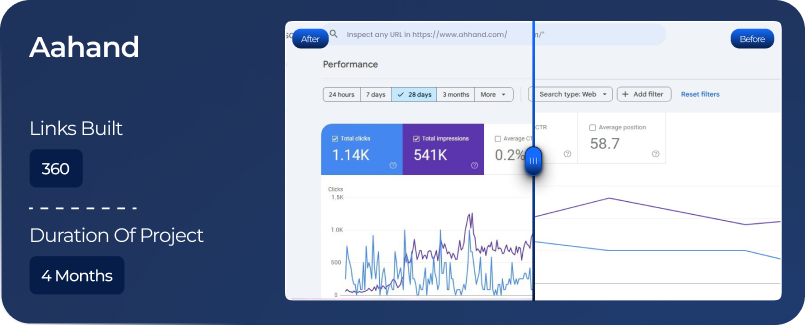 Aahand
Links Built
360
Duration Of Project
4 Months
After
Before
Inspect any URL in https://www.ahhand.com/
m/"
Performance
24 hours
7 days
28 days
3 months
More
Search type: Web
+ Add filter
Reset filters
Total clicks
1.14K
Total impressions
541K
Average C
0.2%
CTR
Average position
58.7
Clicks
1.5K
1.0K
500
0